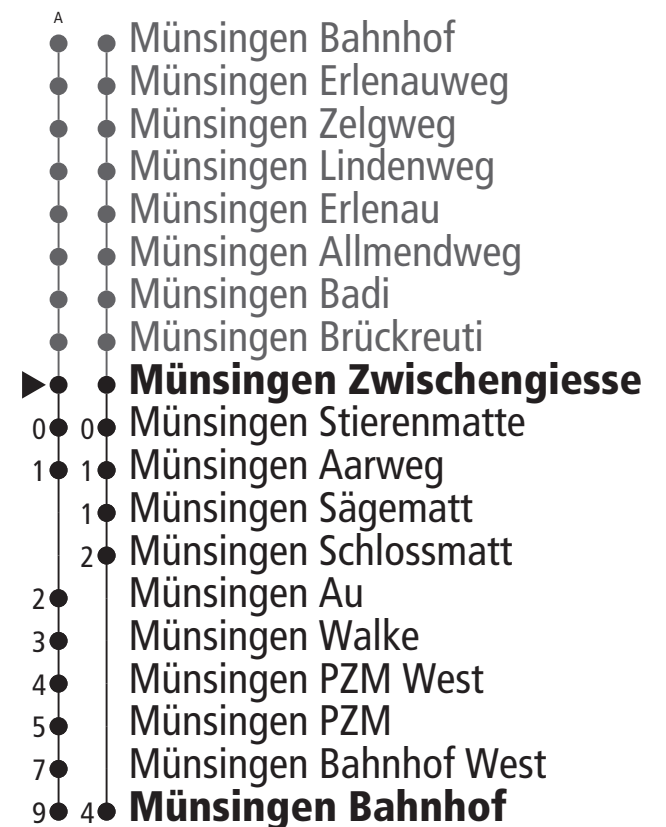 A
Münsingen Bahnhof
Münsingen Erlenauweg
Münsingen Zelgweg
Münsingen Lindenweg
Münsingen Erlenau
Münsingen Allmendweg
Münsingen Badi
Münsingen Brückreuti
Münsingen Zwischengiesse
0 0 Münsingen Stierenmatte
1 1 Münsingen Aarweg
1 Münsingen Sägematt
2 Münsingen Schlossmatt
2 Münsingen Au
3 Münsingen Walke
4 Münsingen PZM West
5 Münsingen PZM
7 Münsingen Bahnhof West
9 4 Münsingen Bahnhof